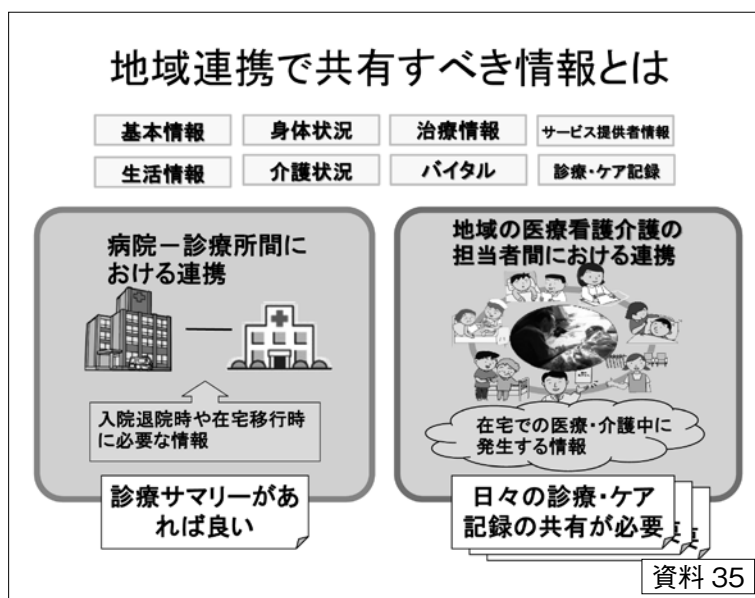 地域連携で共有すべき情報とは
基本情報
身体状況
治療情報
サービス提供者情報
生活情報
介護状況
バイタル
診療・ケア記録
病院－診療所間に
おける連携
入院退院時や在宅移行時
に必要な情報
診療サマリーがあ
れば良い
地域の医療看護介護の
担当者間における連携
在宅での医療・介護中に
発生する情報
日々の診療・ケア
記録の共有が必要
資料 35